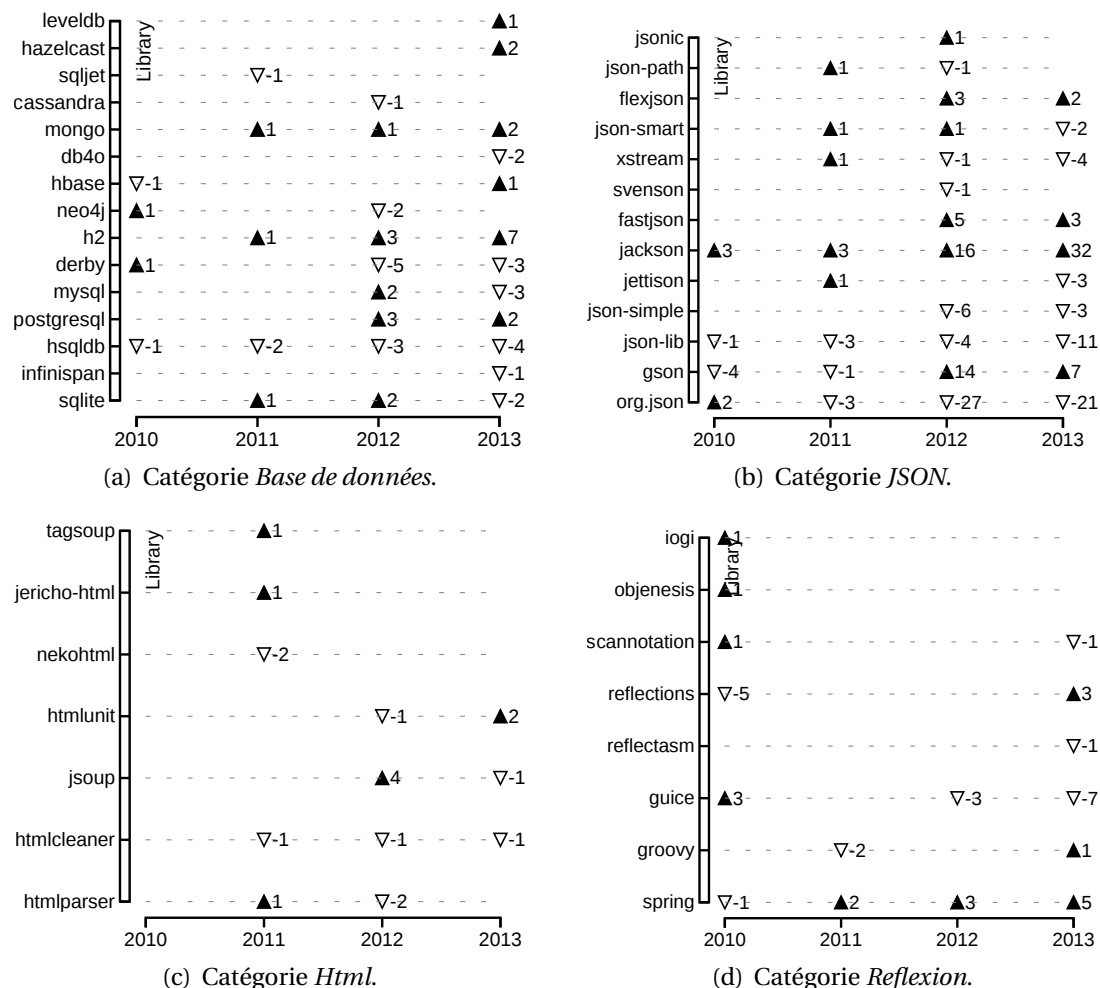 Library
leveldb ▲1
hazelcast ▲2
sqljet ▽-1
cassandra ▽-1
mongo ▲1 ▲1 ▲2
db4o ▽-2
hbase ▽-1 ▲1
neo4j ▲1 ▽-2
h2 ▲1 ▲3 ▲7
derby ▲1 ▽-5 ▽-3
mysql ▲2 ▽-3
postgresql ▲3 ▲2
hsqldb ▽-1 ▽-2 ▽-3 ▽-4
infinispan ▽-1
sqlite ▲1 ▲2 ▽-2
2010 2011 2012 2013
(a) Catégorie Base de données.
Library
jsonic ▲1
json-path ▲1 ▽-1
flexjson ▲3 ▲2
json-smart ▲1 ▲1 ▽-2
xstream ▲1 ▽-1 ▽-4
svenson ▽-1
fastjson ▲5 ▲3
jackson ▲3 ▲3 ▲16 ▲32
jettison ▲1 ▽-3
json-simple ▽-6 ▽-3
json-lib ▽-1 ▽-3 ▽-4 ▽-11
gson ▽-4 ▽-1 ▲14 ▲7
org.json ▲2 ▽-3 ▽-27 ▽-21
2010 2011 2012 2013
(b) Catégorie JSON.
Library
tagsoup ▲1
jericho-html ▲1
nekohtml ▽-2
htmlunit ▽-1 ▲2
jsoup ▲4 ▽-1
htmlcleaner ▽-1 ▽-1 ▽-1
htmlparser ▲1 ▽-2
2010 2011 2012 2013
(c) Catégorie Html.
Library
iogi ▲1
objenesis ▲1
scannotation ▲1 ▽-1
reflections ▽-5 ▲3
reflectasm ▽-1
guice ▲3 ▽-3 ▽-7
groovy ▽-2 ▲1
spring ▽-1 ▲2 ▲3 ▲5
2010 2011 2012 2013
(d) Catégorie Reflexion.